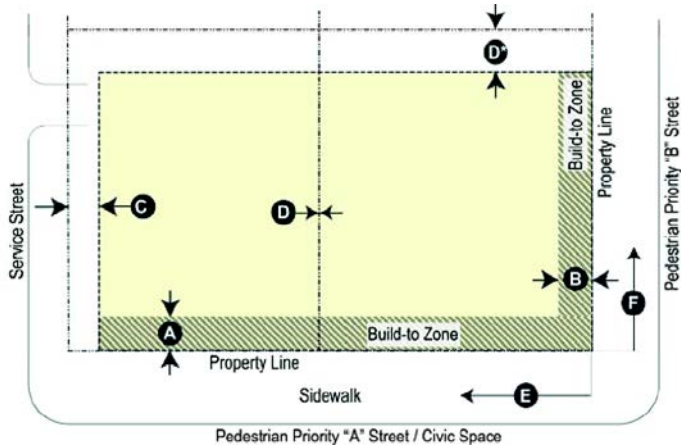 D*
Build-to Zone
Property Line
Pedestrian Priority "B" Street
Service Street
C
D
B
F
A
Build-to Zone
Property Line
Sidewalk
E
Pedestrian Priority "A" Street / Civic Space